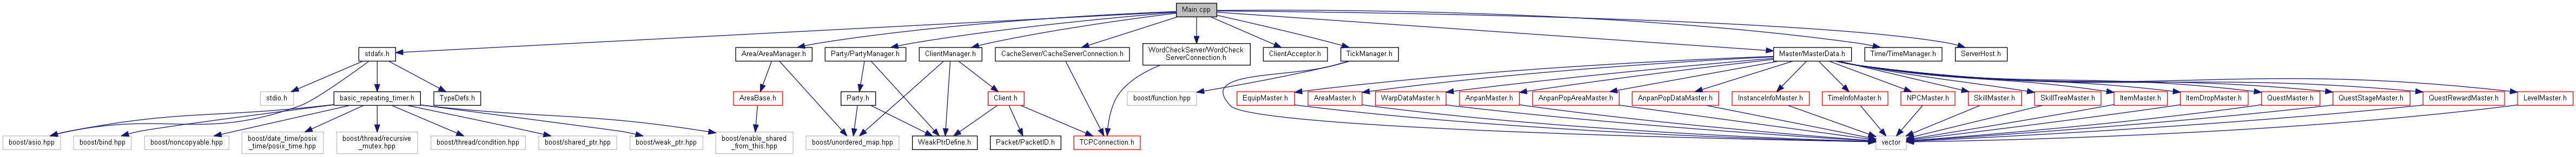 Main.cpp
stdafx.h
Area/AreaManager.h
Party/PartyManager.h
ClientManager.h
CacheServer/CacheServerConnection.h
WordCheckServer/WordCheck
ServerConnection.h
ClientAcceptor.h
TickManager.h
Master/MasterData.h
Time/TimeManager.h
ServerHost.h
stdio.h
basic_repeating_timer.h
TypeDefs.h
AreaBase.h
Party.h
Client.h
boost/function.hpp
EquipMaster.h
AreaMaster.h
WarpDataMaster.h
AnpanMaster.h
AnpanPopAreaMaster.h
AnpanPopDataMaster.h
InstanceInfoMaster.h
TimeInfoMaster.h
NPCMaster.h
SkillMaster.h
SkillTreeMaster.h
ItemMaster.h
ItemDropMaster.h
QuestMaster.h
QuestStageMaster.h
QuestRewardMaster.h
LevelMaster.h
boost/asio.hpp
boost/bind.hpp
boost/noncopyable.hpp
boost/date_time/posix
_time/posix_time.hpp
boost/thread/recursive
_mutex.hpp
boost/thread/condition.hpp
boost/shared_ptr.hpp
boost/weak_ptr.hpp
boost/enable_shared
_from_this.hpp
boost/unordered_map.hpp
WeakPtrDefine.h
Packet/PacketID.h
TCPConnection.h
vector